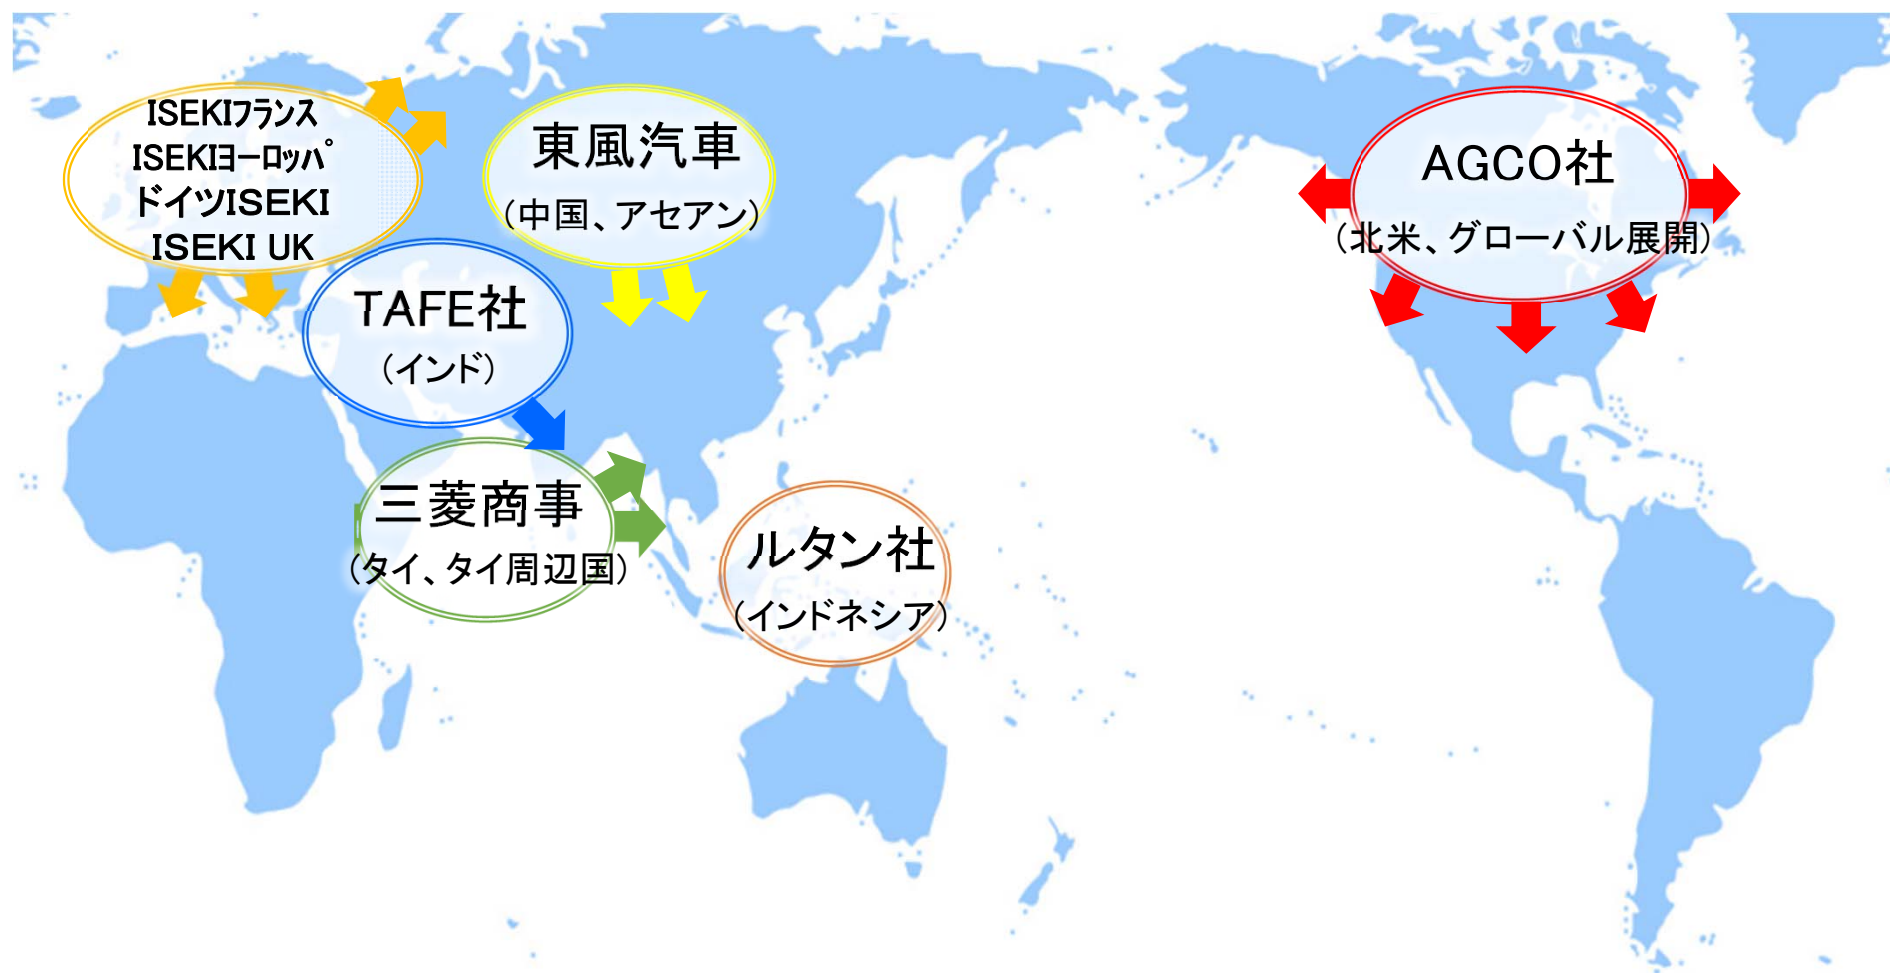 ISEKIフランス
ISEKIヨーロッパ
ドイツISEKI
ISEKI UK
東風汽車
(中国、アセアン)
AGCO社
(北米、グローバル展開)
TAFE社
(インド)
三菱商事
(タイ、タイ周辺国)
ルタン社
(インドネシア)